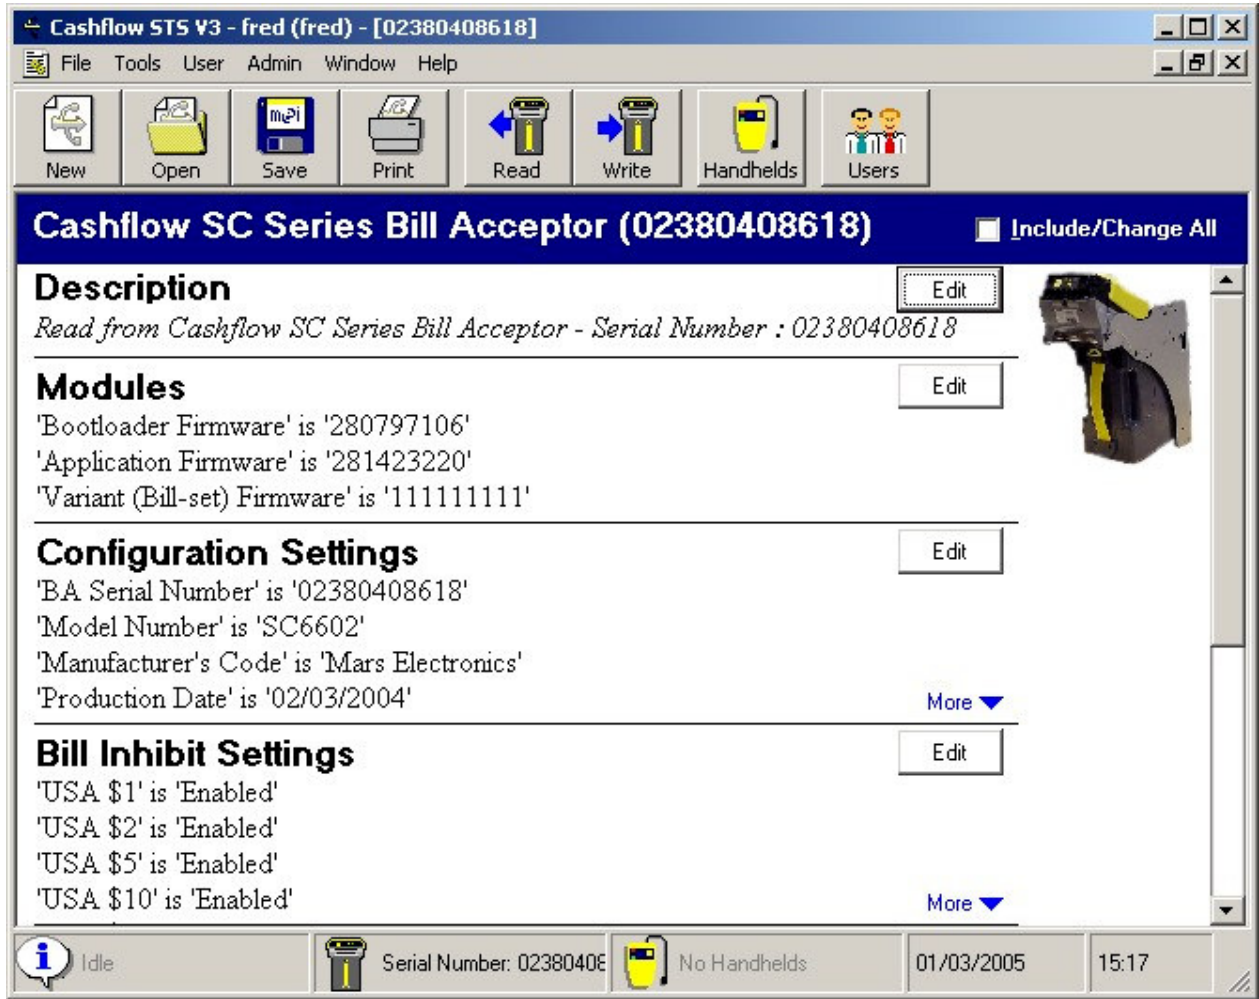 Cashflow STS V3 - fred (fred) - [02380408618]
File Tools User Admin Window Help
New Open Save Print Read Write Handhelds Users
mei
Cashflow SC Series Bill Acceptor (02380408618) Include/Change All
Description Edit
Read from Cashflow SC Series Bill Acceptor - Serial Number : 02380408618
Modules Edit
'Bootloader Firmware' is '280797106'
'Application Firmware' is '281423220'
'Variant (Bill-set) Firmware' is '111111111'
Configuration Settings Edit
'BA Serial Number' is '02380408618'
'Model Number' is 'SC6602'
'Manufacturer's Code' is 'Mars Electronics'
'Production Date' is '02/03/2004'
More
Bill Inhibit Settings Edit
'USA $1' is 'Enabled'
'USA $2' is 'Enabled'
'USA $5' is 'Enabled'
'USA $10' is 'Enabled'
More
Idle Serial Number: 02380408 No Handhelds 01/03/2005 15:17